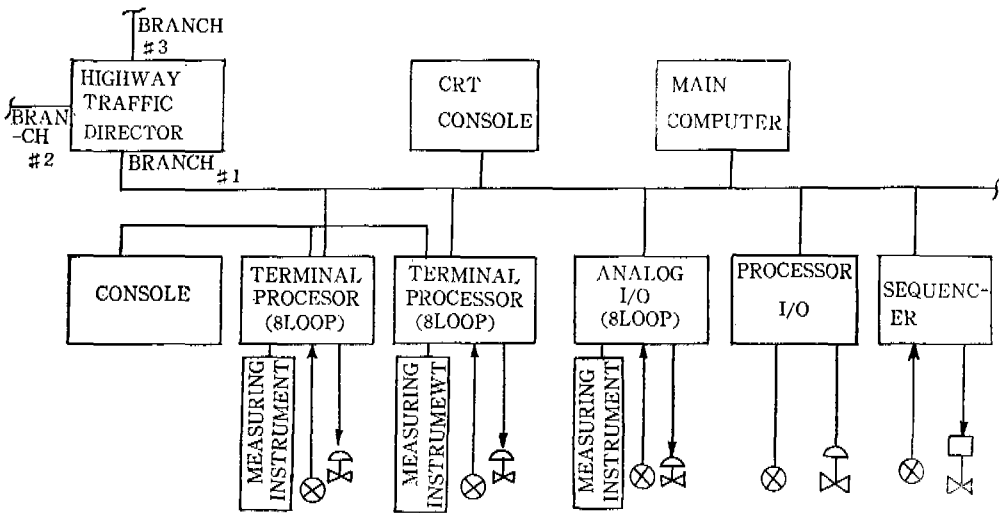 BRANCH
#3
HIGHWAY
TRAFFIC
DIRECTOR
BRAN
-CH
#2
BRANCH
#1
CRT
CONSOLE
MAIN
COMPUTER
CONSOLE
TERMINAL
PROCESOR
(8LOOP)
TERMINAL
PROCESSOR
(8LOOP)
ANALOG
I/O
(8LOOP)
PROCESSOR
I/O
SEQUENC-
ER
MEASURING
INSTRUMENT
MEASURING
INSTRUMEWT
MEASURING
INSTRUMENT